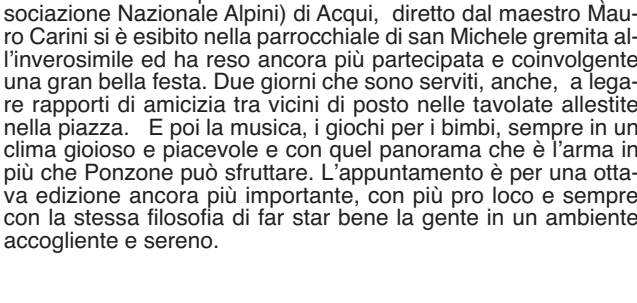 sociazione Nazionale Alpini) di Acqui, diretto dal maestro Mau-
ro Carini si è esibito nella parrocchiale di san Michele gremita al-
l'inverosimile ed ha reso ancora più partecipata e coinvolgente
una gran bella festa. Due giorni che sono serviti, anche, a lega-
re rapporti di amicizia tra vicini di posto nelle tavolate allestite
nella piazza. E poi la musica, i giochi per i bimbi, sempre in un
clima gioioso e piacevole e con quel panorama che è l'arma in
più che Ponzone può sfruttare. L'appuntamento è per una otta-
va edizione ancora più importante, con più pro loco e sempre
con la stessa filosofia di far star bene la gente in un ambiente
accogliente e sereno.